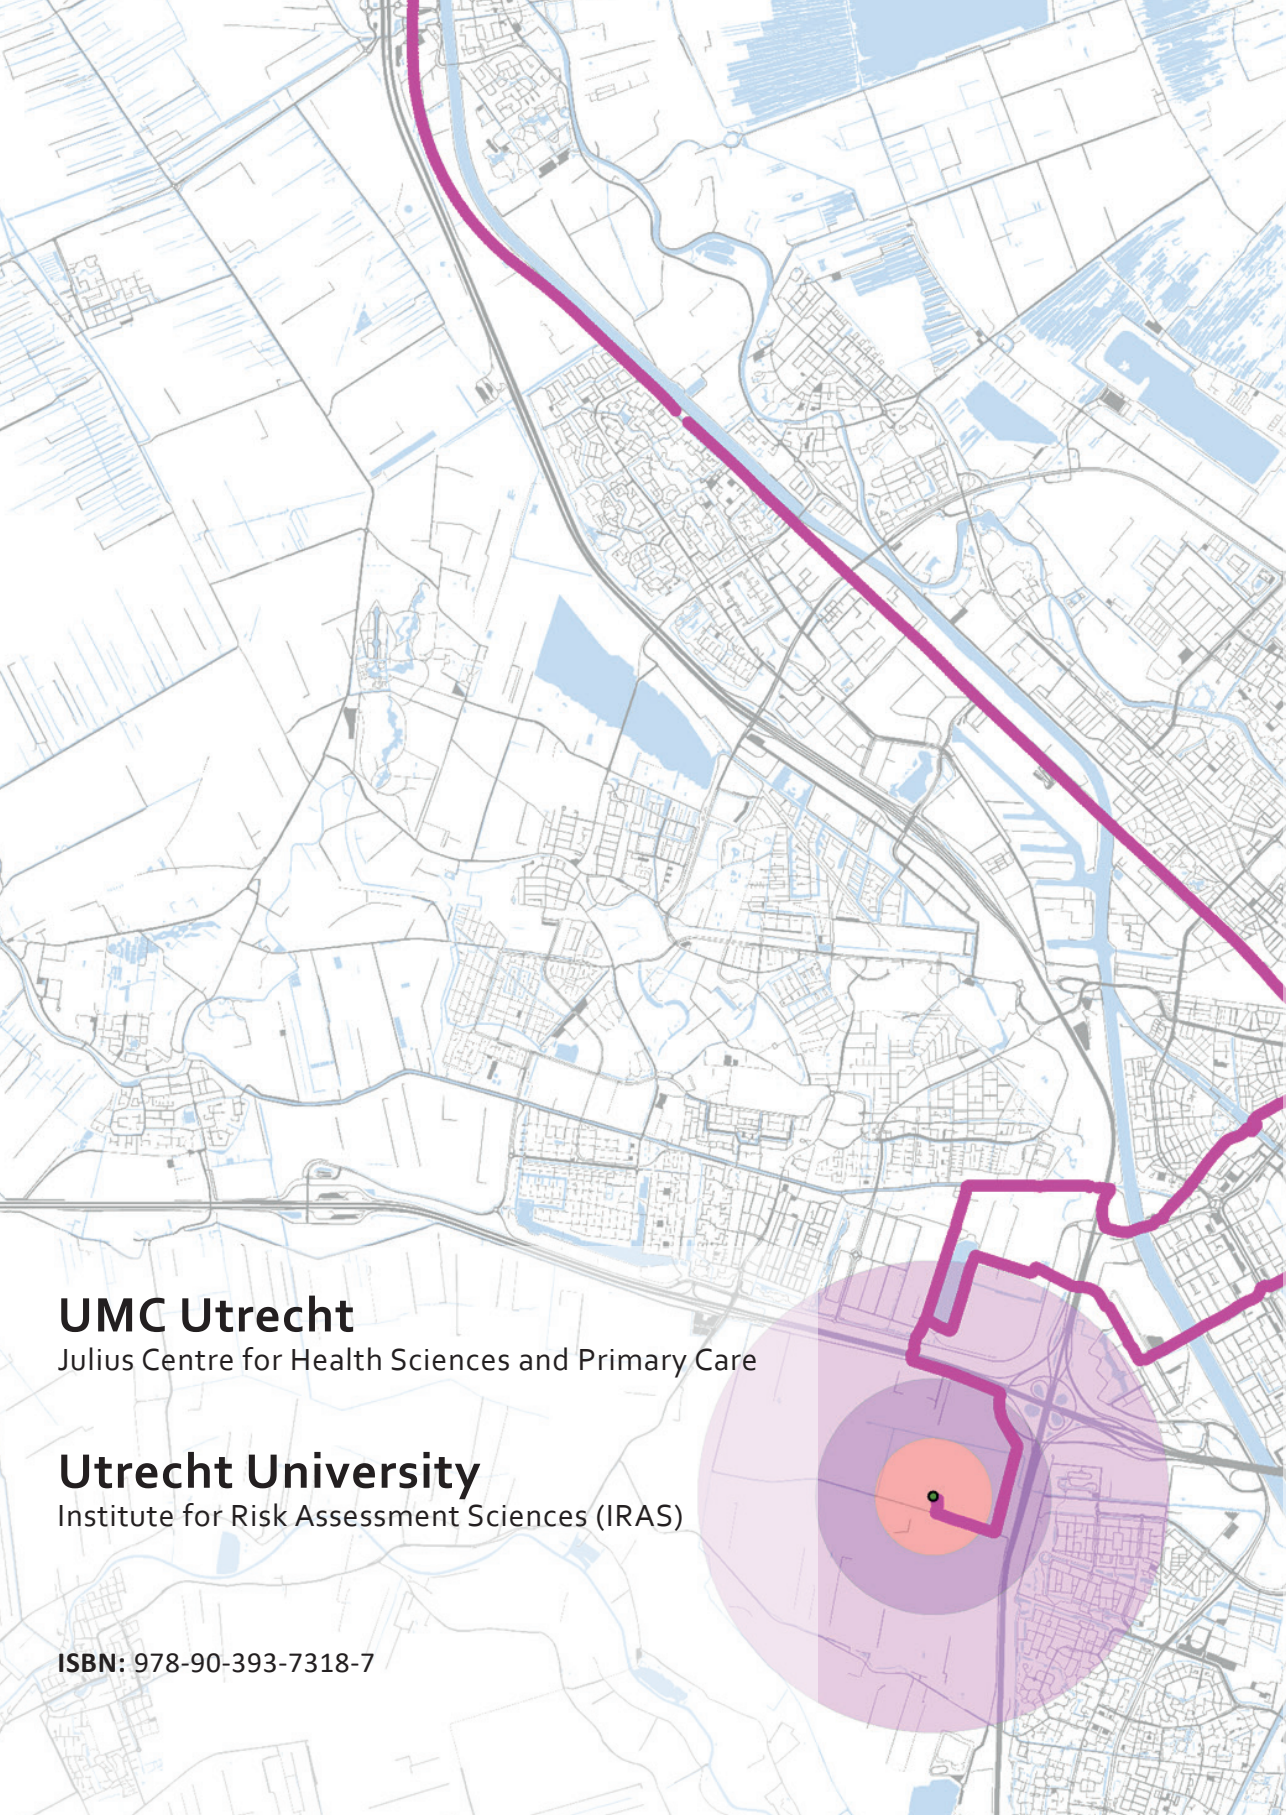 UMC Utrecht
Julius Centre for Health Sciences and Primary Care
Utrecht University
Institute for Risk Assessment Sciences (IRAS)
ISBN: 978-90-393-7318-7